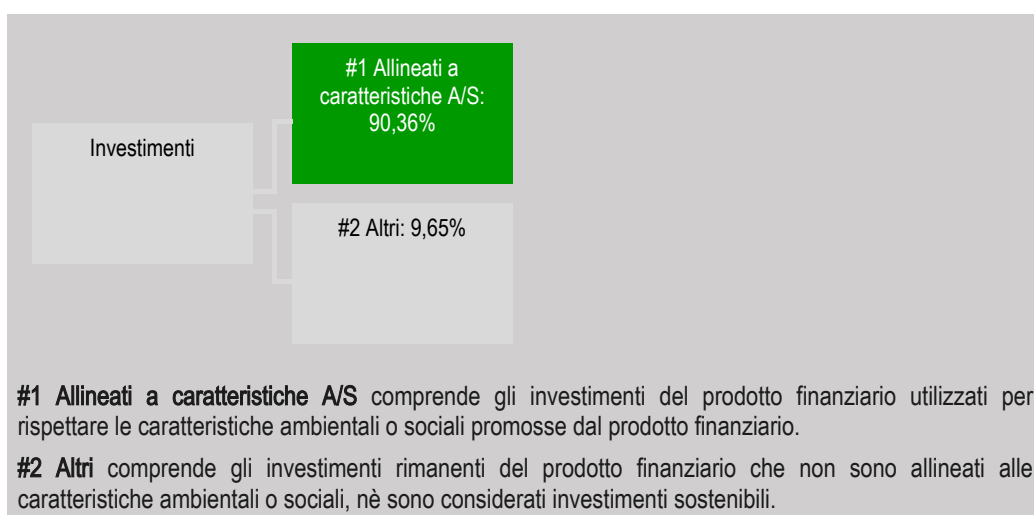 #1 Allineati a
caratteristiche A/S:
90,36%
Investimenti
#2 Altri: 9,65%
#1 Allineati a caratteristiche A/S comprende gli investimenti del prodotto finanziario utilizzati per
rispettare le caratteristiche ambientali o sociali promosse dal prodotto finanziario.
#2 Altri comprende gli investimenti rimanenti del prodotto finanziario che non sono allineati alle
caratteristiche ambientali o sociali, nè sono considerati investimenti sostenibili.